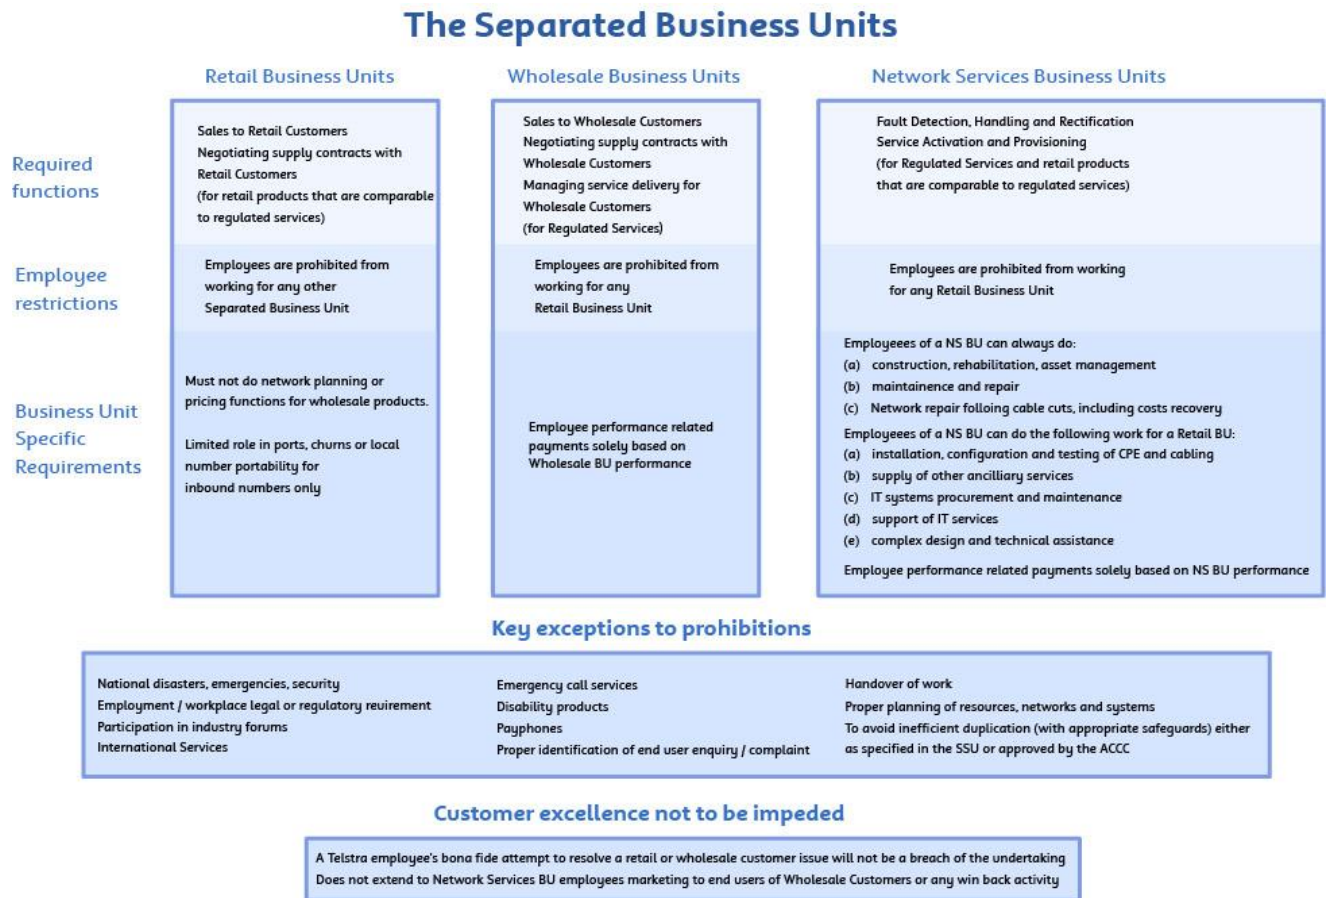 The Separated Business Units
Retail Business Units
Wholesale Business Units
Network Services Business Units
Required
functions
Sales to Retail Customers
Negotiating supply contracts with
Retail Customers
(for retail products that are comparable
to regulated services)
Sales to Wholesale Customers
Negotiating supply contracts with
Wholesale Customers
Managing service delivery for
Wholesale Customers
(for Regulated Services)
Fault Detection, Handling and Rectification
Service Activation and Provisioning
(for Regulated Services and retail products
that are comparable to regulated services)
Employee
restrictions
Employees are prohibited from
working for any other
Separated Business Unit
Employees are prohibited from
working for any
Retail Business Unit
Employees are prohibited from working
for any Retail Business Unit
Business Unit
Specific
Requirements
Must not do network planning or
pricing functions for wholesale products.
Limited role in ports, churns or local
number portability for
inbound numbers only
Employee performance related
payments solely based on
Wholesale BU performance
Employeees of a NS BU can always do:
(a) construction, rehabilitation, asset management
(b) maintainence and repair
(c) Network repair folloing cable cuts, including costs recovery
Employeees of a NS BU can do the following work for a Retail BU:
(a) installation, configuration and testing of CPE and cabling
(b) supply of other ancilliary services
(c) IT systems procurement and maintenance
(d) support of IT services
(e) complex design and technical assistance
Employee performance related payments solely based on NS BU performance
Key exceptions to prohibitions
National disasters, emergencies, security
Employment / workplace legal or regulatory reuirement
Participation in industry forums
International Services
Emergency call services
Disability products
Payphones
Proper identification of end user enquiry / complaint
Handover of work
Proper planning of resources, networks and systems
To avoid inefficient duplication (with appropriate safeguards) either
as specified in the SSU or approved by the ACCC
Customer excellence not to be impeded
A Telstra employee's bona fide attempt to resolve a retail or wholesale customer issue will not be a breach of the undertaking
Does not extend to Network Services BU employees marketing to end users of Wholesale Customers or any win back activity